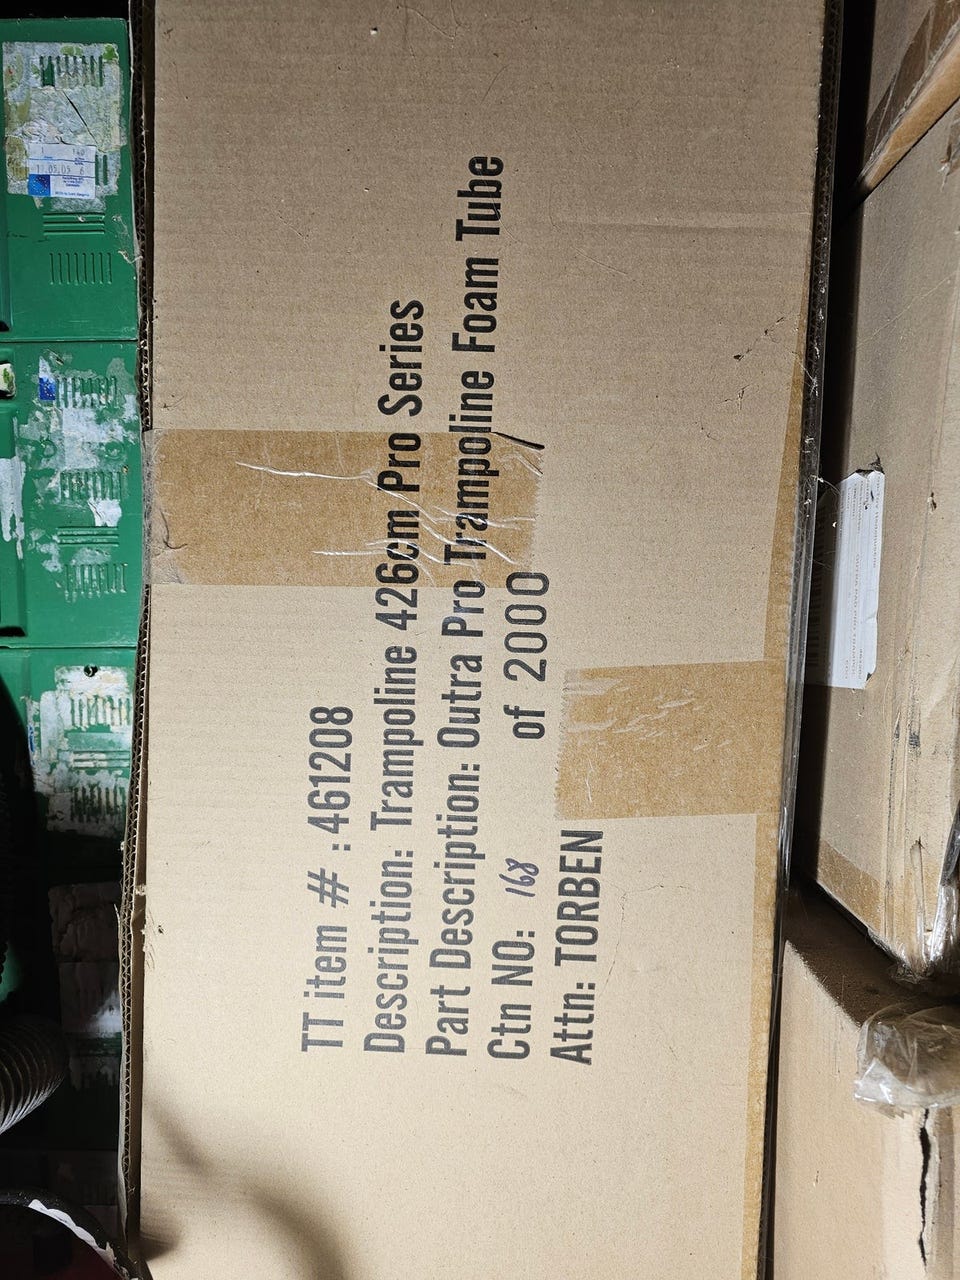 TT item # : 461208
Description: Trampoline 426cm Pro Series
Part Description: Outra Pro Trampoline Foam Tube
Ctn NO: 168 of 2000
Attn: TORBEN